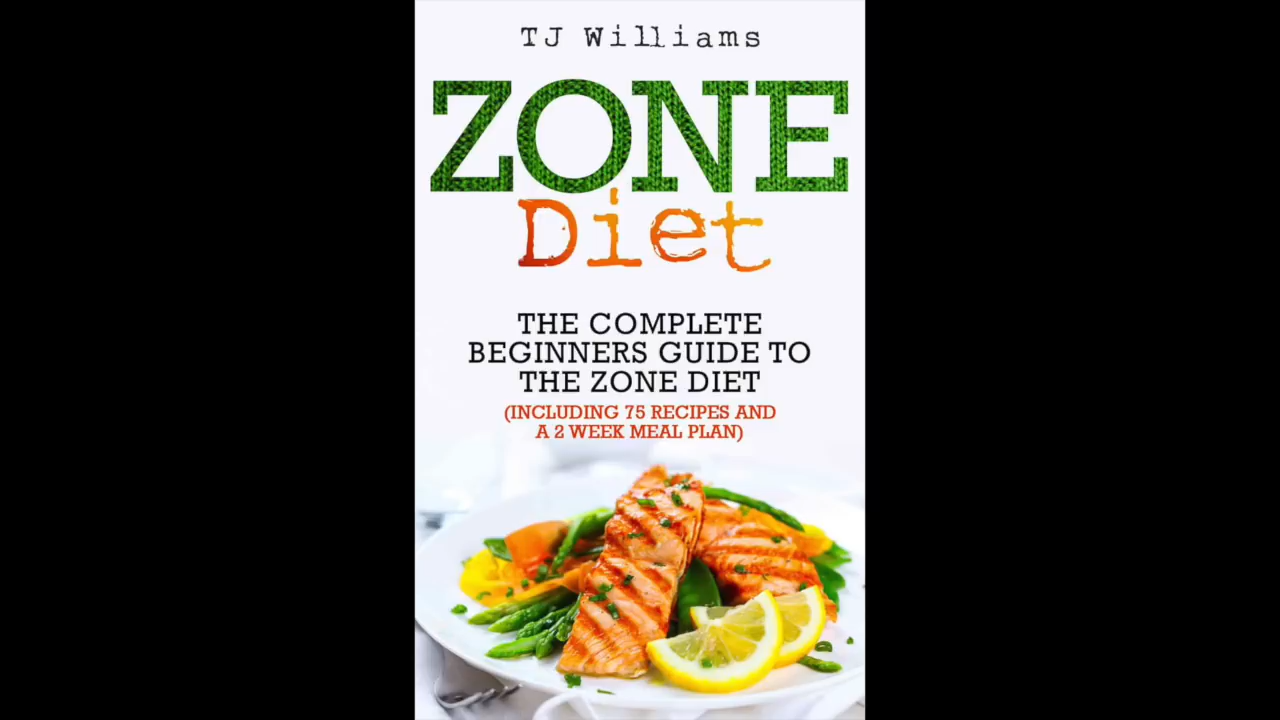 TJ Williams
ZONE
Diet
THE COMPLETE
BEGINNERS GUIDE TO
THE ZONE DIET
(INCLUDING 75 RECIPES AND
A 2 WEEK MEAL PLAN)